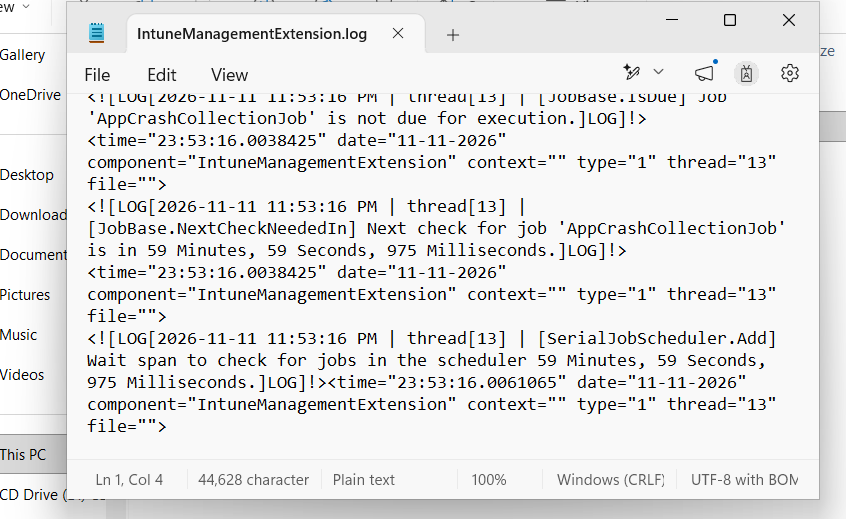 ew
IntuneManagementExtension.log
File Edit View
ze
Gallery
OneDrive
Desktop
Download
Document
Pictures
Music
Videos
This PC
CD Drive (
<![LOG[2026-11-11 11:53:16 PM | thread[13] | [JobBase.IsDue] Job
'AppCrashCollectionJob' is not due for execution.]LOG]!>
<time="23:53:16.0038425" date="11-11-2026"
component="IntuneManagementExtension" context="" type="1" thread="13"
file="">
<![LOG[2026-11-11 11:53:16 PM | thread[13] |
[JobBase.NextCheckNeededIn] Next check for job 'AppCrashCollectionJob'
is in 59 Minutes, 59 Seconds, 975 Milliseconds.]LOG]!>
<time="23:53:16.0038425" date="11-11-2026"
component="IntuneManagementExtension" context="" type="1" thread="13"
file="">
<![LOG[2026-11-11 11:53:16 PM | thread[13] | [SerialJobScheduler.Add]
Wait span to check for jobs in the scheduler 59 Minutes, 59 Seconds,
975 Milliseconds.]LOG]!><time="23:53:16.0061065" date="11-11-2026"
component="IntuneManagementExtension" context="" type="1" thread="13"
file="">
Ln 1, Col 4 44,628 character Plain text 100% Windows (CRLF) UTF-8 with BOM